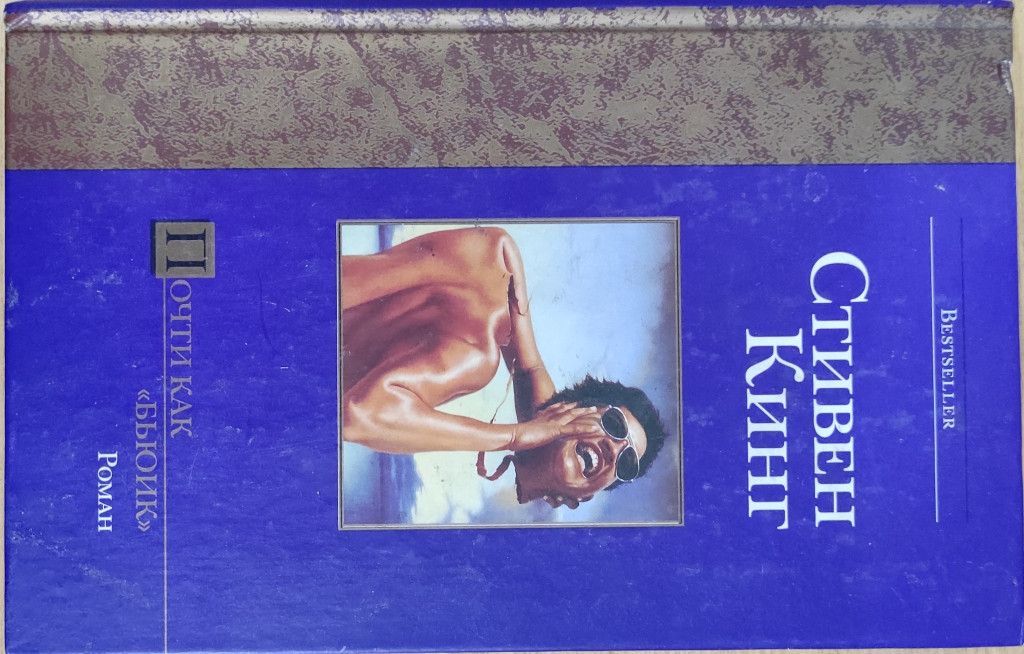 BESTSELLER
СТИВЕН
КИНГ
ПОЧТИ КАК
«БЬЮИК»
РОМАН